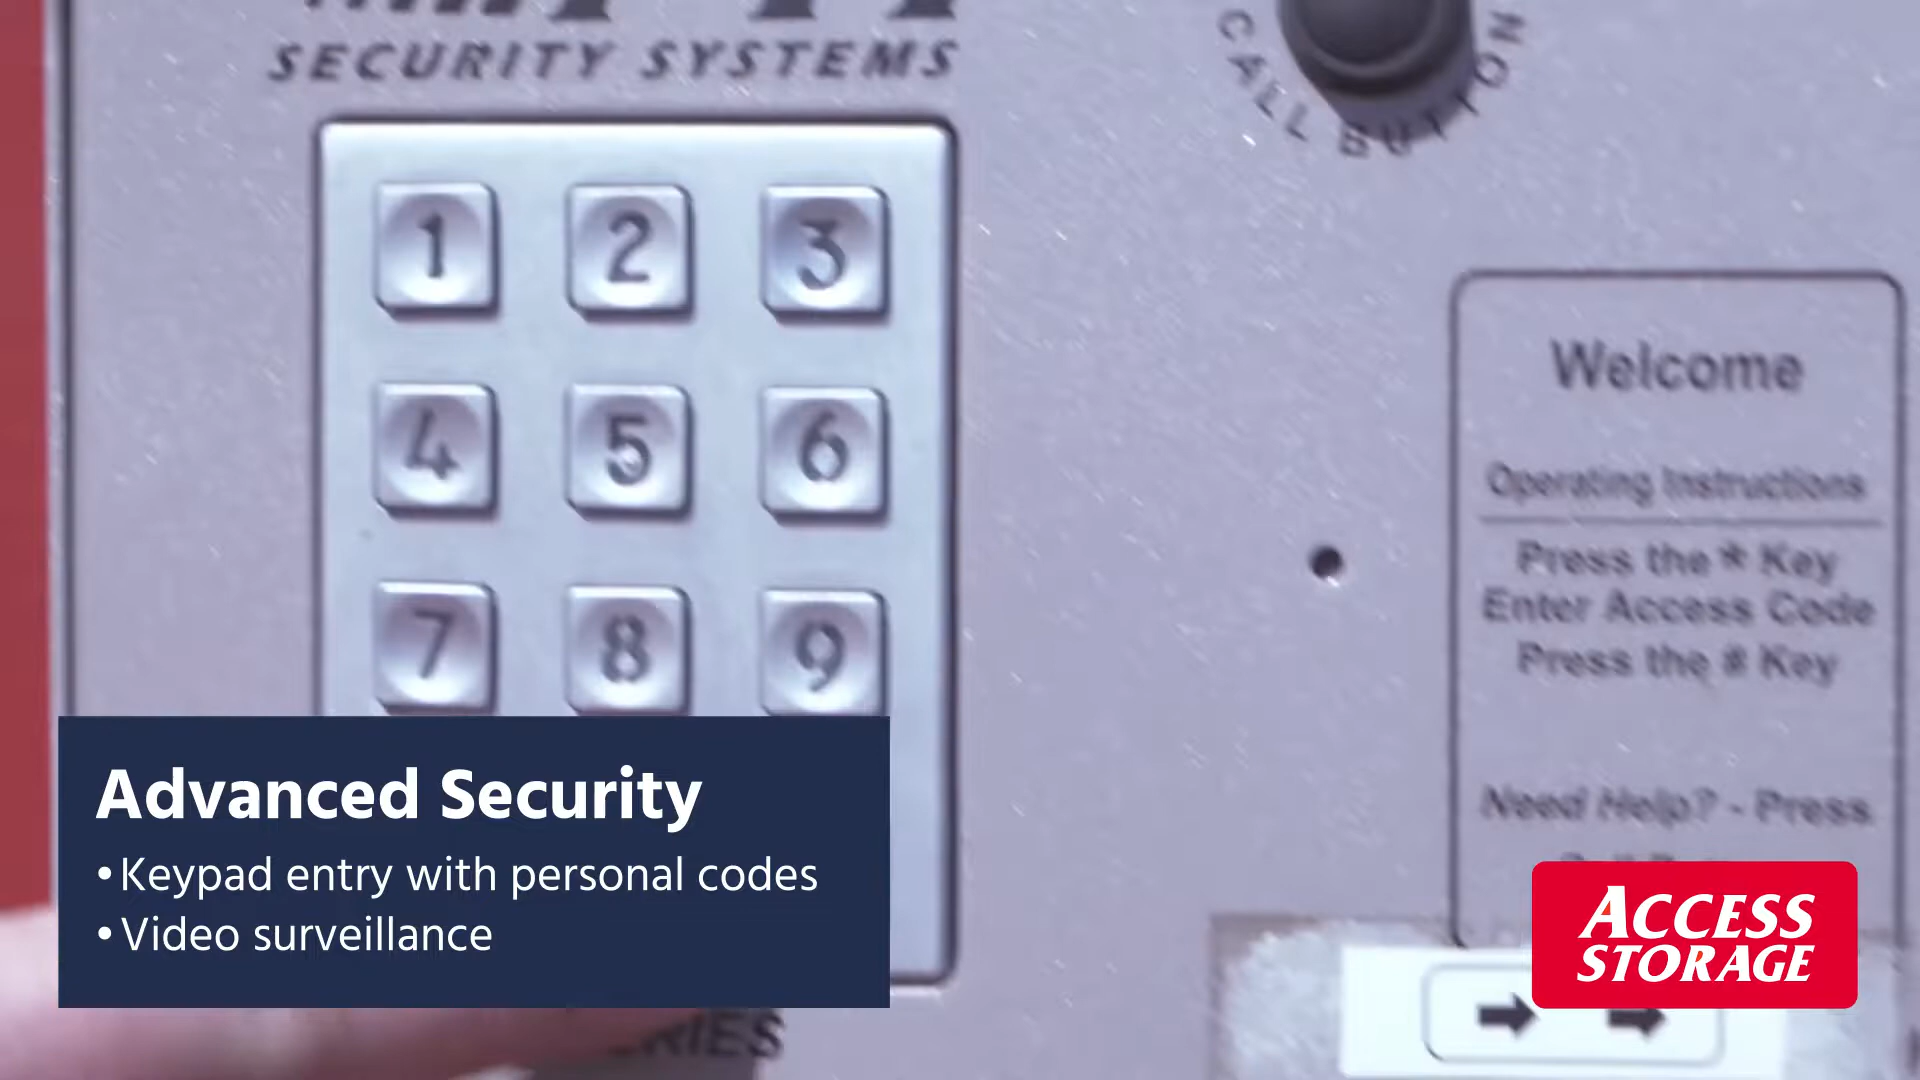 SECURITY SYSTEMS
CALL BUTTON
1 2 3
4 5 6
7 8 9
Welcome
Operating Instructions
Press the * Key
Enter Access Code
Press the # Key
Need Help? - Press
Advanced Security
• Keypad entry with personal codes
• Video surveillance
ACCESS
STORAGE